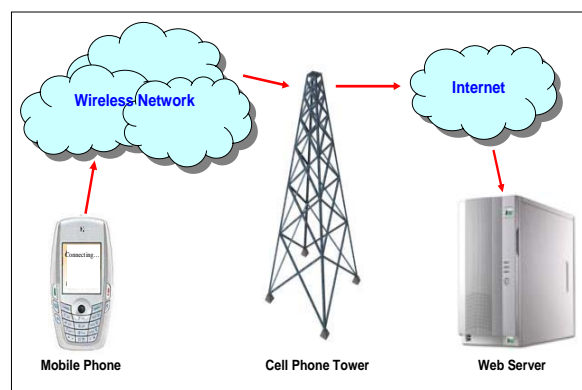 Wireless Network
Internet
Connecting...
Mobile Phone
Cell Phone Tower
Web Server